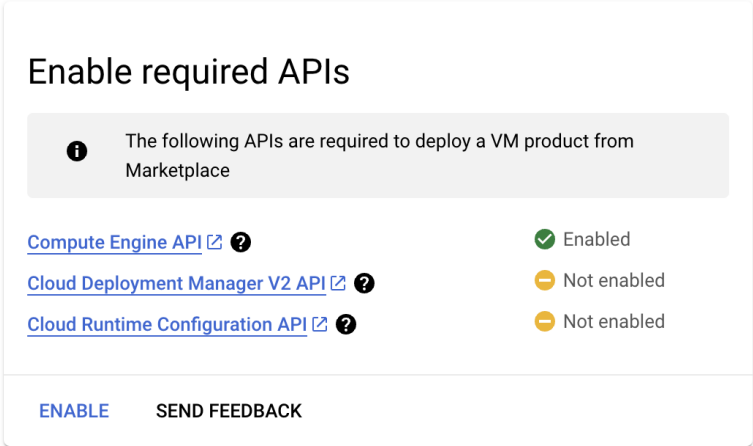 Enable required APIs
The following APIs are required to deploy a VM product from
Marketplace
Compute Engine API Enabled
Cloud Deployment Manager V2 API Not enabled
Cloud Runtime Configuration API Not enabled
ENABLE SEND FEEDBACK